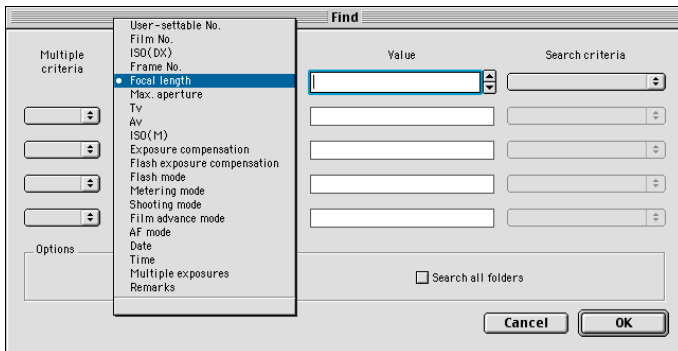 Find
Multiple
criteria
Value
Search criteria
User-settable No.
Film No.
ISO(DX)
Frame No.
Focal length
Max. aperture
Tv
Av
ISO(M)
Exposure compensation
Flash exposure compensation
Flash mode
Metering mode
Shooting mode
Film advance mode
AF mode
Date
Time
Multiple exposures
Remarks
Options
Search all folders
Cancel
OK